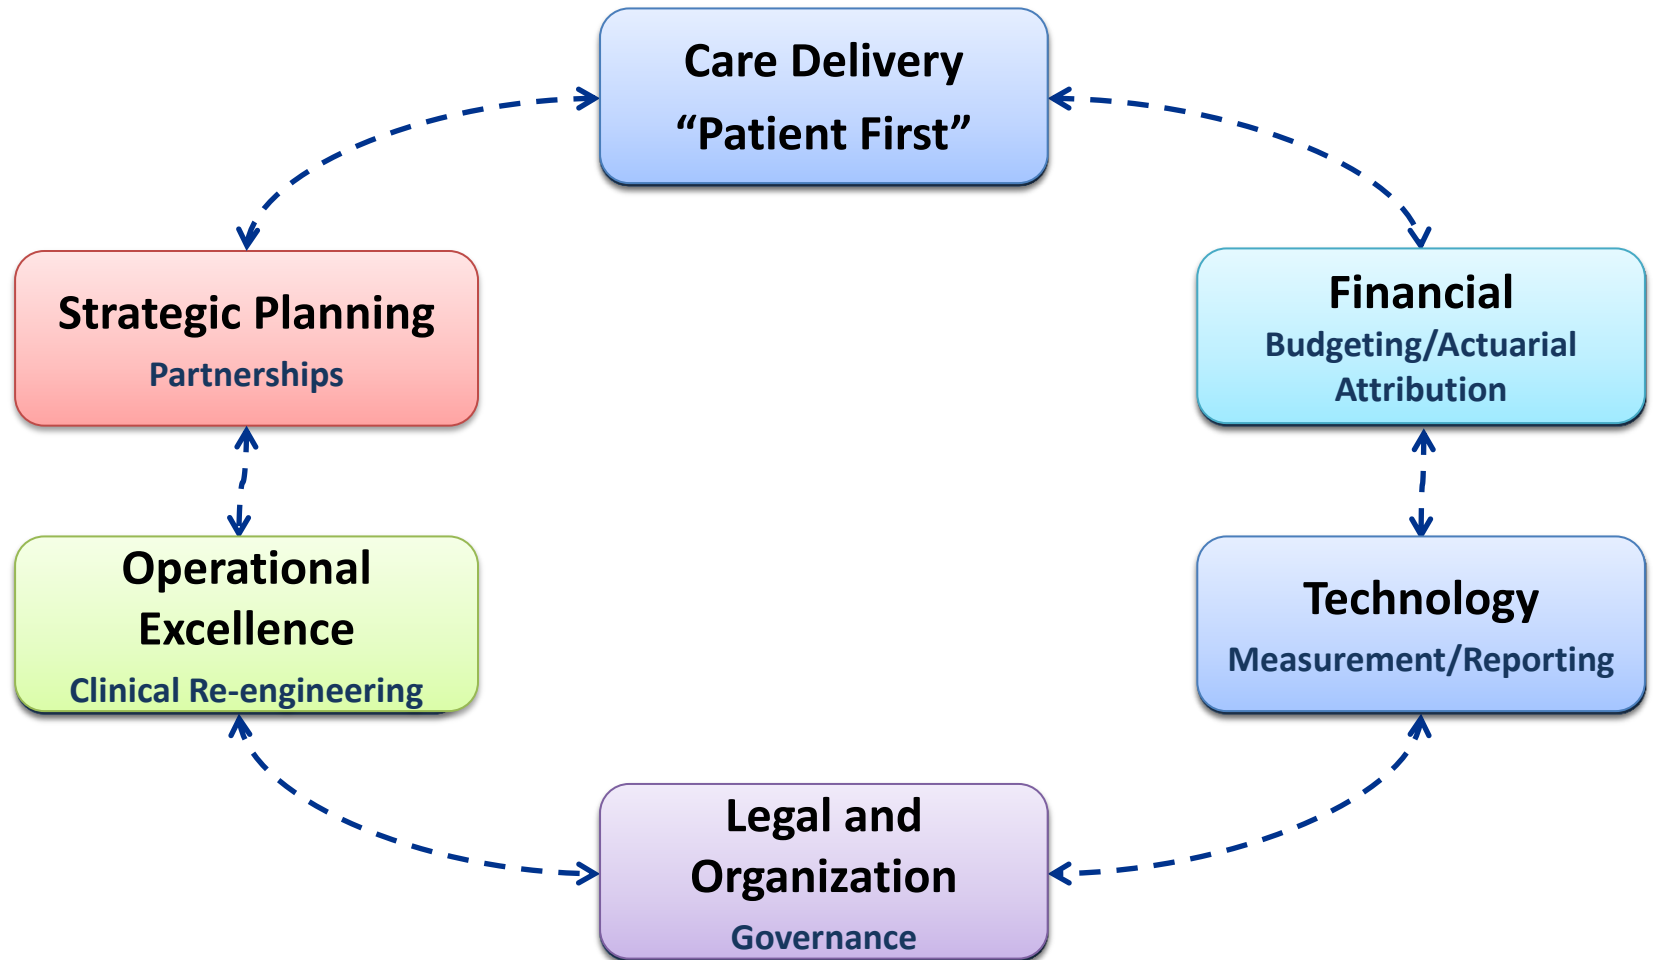 Care Delivery
“Patient First”
Strategic Planning
Partnerships
Financial
Budgeting/Actuarial
Attribution
Operational
Excellence
Clinical Re-engineering
Technology
Measurement/Reporting
Legal and
Organization
Governance